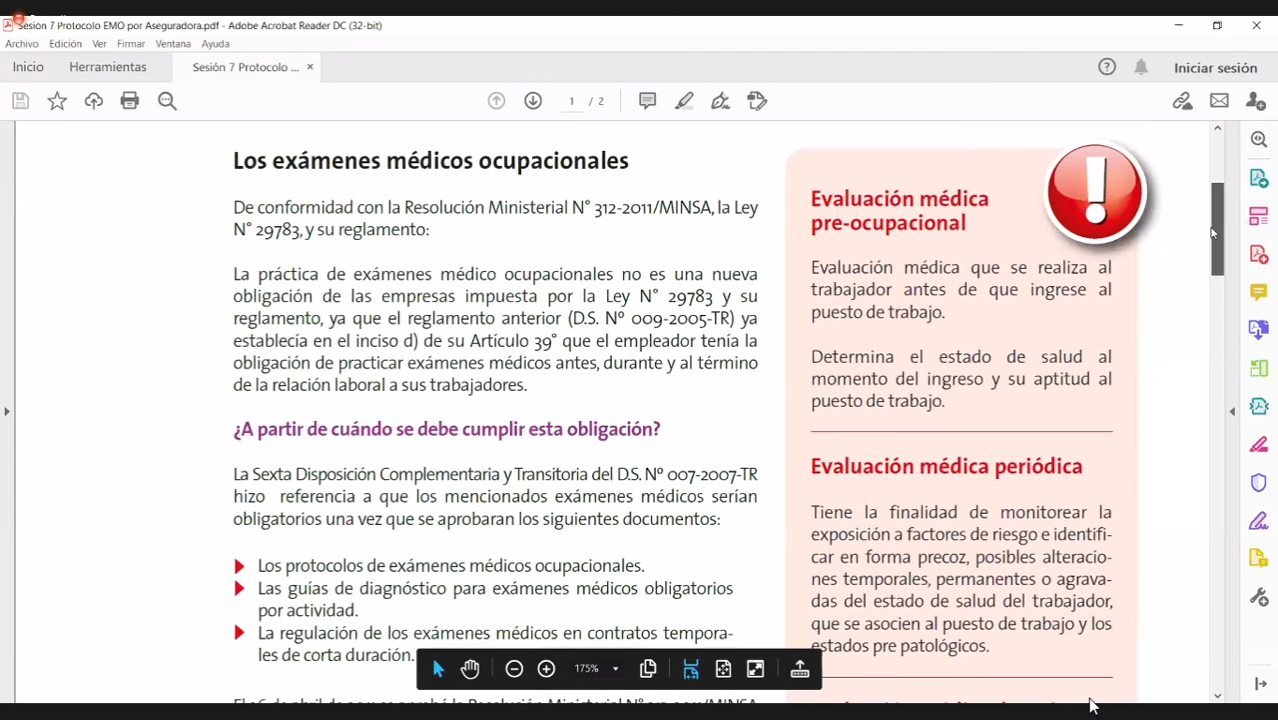 Sesión 7 Protocolo EMO por Aseguradora.pdf - Adobe Acrobat Reader DC (32-bit)
Archivo Edición Ver Firmar Ventana Ayuda
Inicio Herramientas Sesión 7 Protocolo ... × Iniciar sesión
1 / 2
Los exámenes médicos ocupacionales
De conformidad con la Resolución Ministerial N° 312-2011/MINSA, la Ley
N° 29783, y su reglamento:
La práctica de exámenes médico ocupacionales no es una nueva
obligación de las empresas impuesta por la Ley N° 29783 y su
reglamento, ya que el reglamento anterior (D.S. Nº 009-2005-TR) ya
establecía en el inciso d) de su Artículo 39° que el empleador tenía la
obligación de practicar exámenes médicos antes, durante y al término
de la relación laboral a sus trabajadores.
¿A partir de cuándo se debe cumplir esta obligación?
La Sexta Disposición Complementaria y Transitoria del D.S. Nº 007-2007-TR
hizo referencia a que los mencionados exámenes médicos serían
obligatorios una vez que se aprobaran los siguientes documentos:
Los protocolos de exámenes médicos ocupacionales.
Las guías de diagnóstico para exámenes médicos obligatorios
por actividad.
La regulación de los exámenes médicos en contratos tempora-
les de corta duración.
Evaluación médica
pre-ocupacional
Evaluación médica que se realiza al
trabajador antes de que ingrese al
puesto de trabajo.
Determina el estado de salud al
momento del ingreso y su aptitud al
puesto de trabajo.
Evaluación médica periódica
Tiene la finalidad de monitorear la
exposición a factores de riesgo e identifi-
car en forma precoz, posibles alteracio-
nes temporales, permanentes o agrava-
das del estado de salud del trabajador,
que se asocien al puesto de trabajo y los
estados pre patológicos.
175%